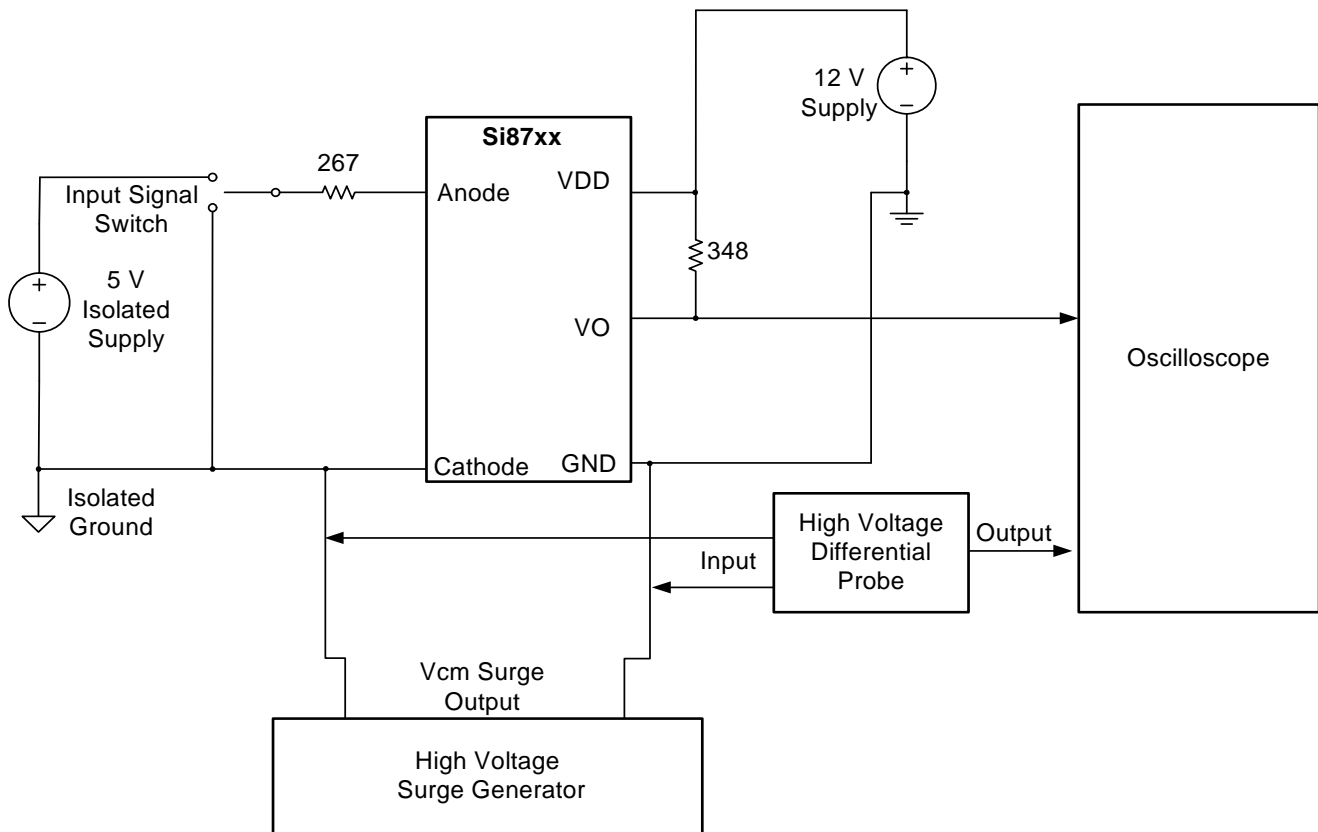 12 V
Supply
Si87xx
267
Input Signal
Switch
Anode
VDD
+
−
5 V
Isolated
Supply
+
−
348
VO
Oscilloscope
Cathode
GND
Isolated
Ground
High Voltage
Differential
Probe
Input
Output
Vcm Surge
Output
High Voltage
Surge Generator